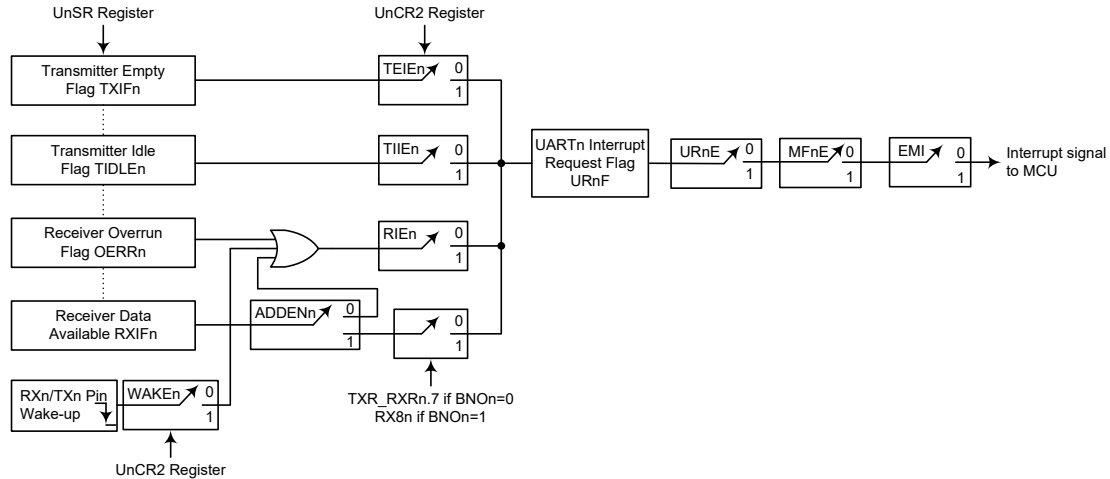 UnSR Register
UnCR2 Register
Transmitter Empty
Flag TXIFn
TEIEn
0
1
Transmitter Idle
Flag TIDLEn
TIIEn
0
1
UARTn Interrupt
Request Flag
URnF
URnE
0
1
MFnE
0
1
EMI
0
1
Interrupt signal
to MCU
Receiver Overrun
Flag OERRn
RIEn
0
1
Receiver Data
Available RXIFn
ADDENn
0
1
0
1
RXn/TXn Pin
Wake-up
WAKEn
0
1
TXR_RXRn.7 if BNOn=0
RX8n if BNOn=1
UnCR2 Register